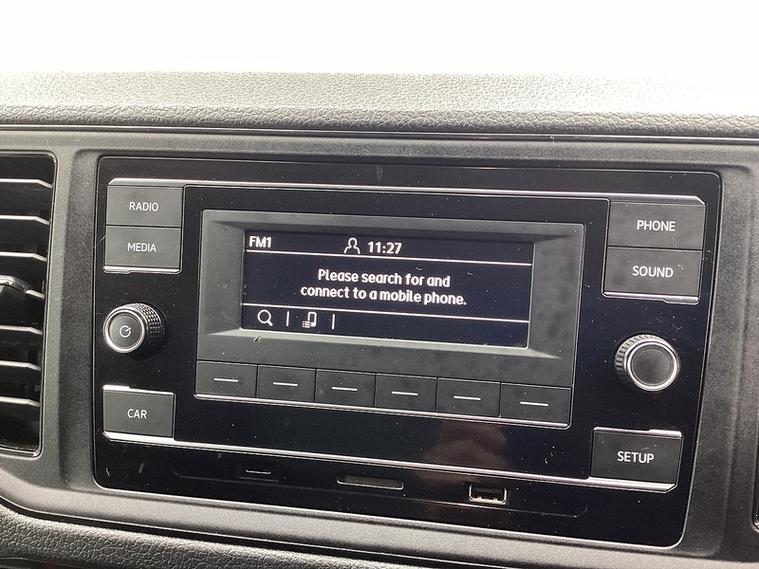 RADIO
MEDIA
FM1 11:27
Please search for and
connect to a mobile phone.
PHONE
SOUND
CAR
SETUP